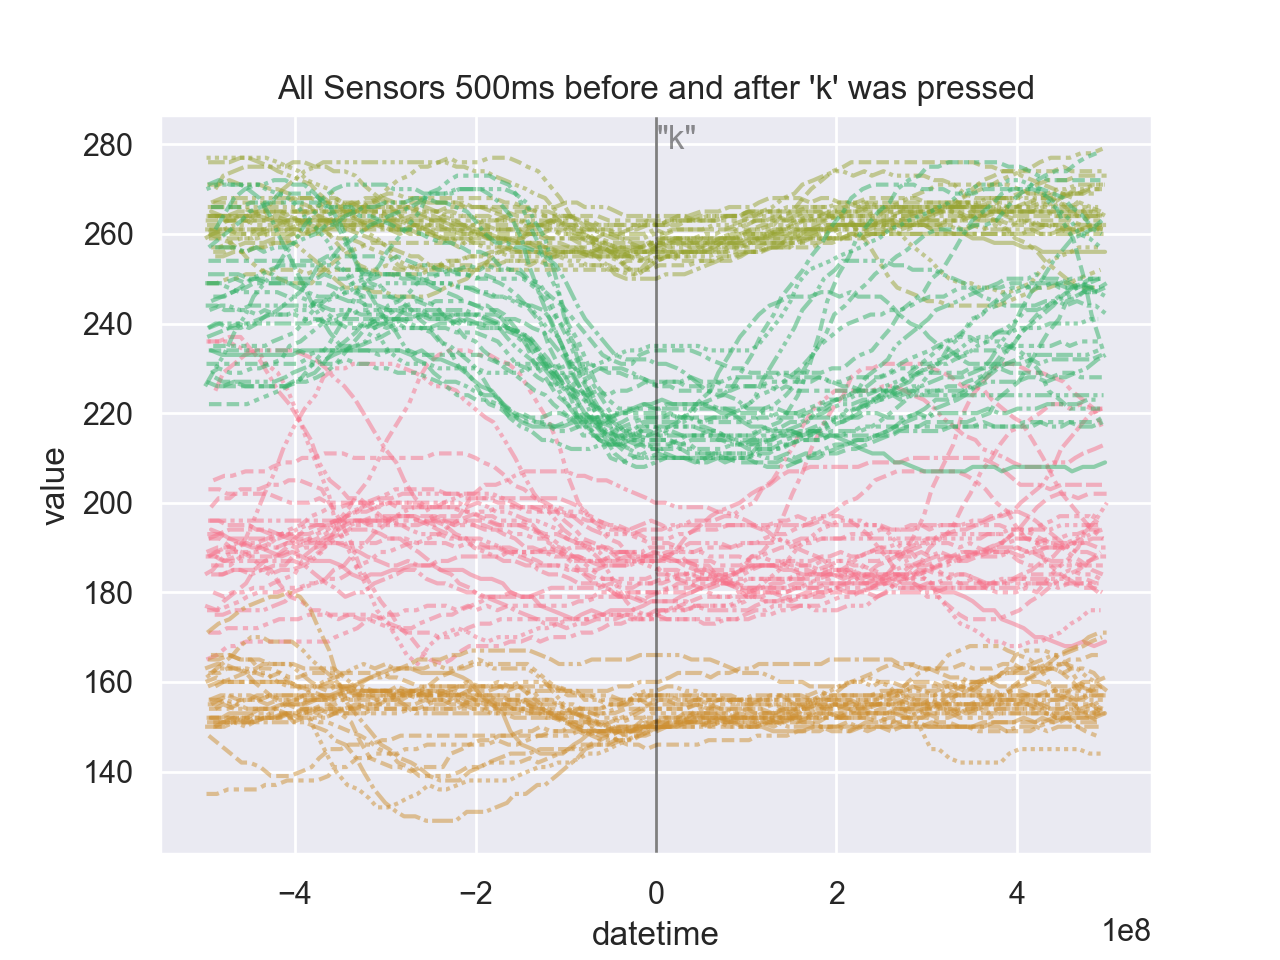 All Sensors 500ms before and after 'k' was pressed
"k"
280
260
240
220
200
180
160
140
value
−4
−2
0
2
4
1e8
datetime